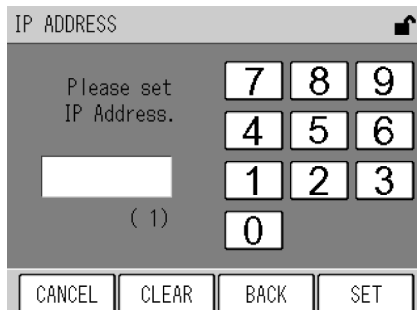 IP ADDRESS
Please set
IP Address.
( 1)
7 8 9
4 5 6
1 2 3
0
CANCEL CLEAR BACK SET